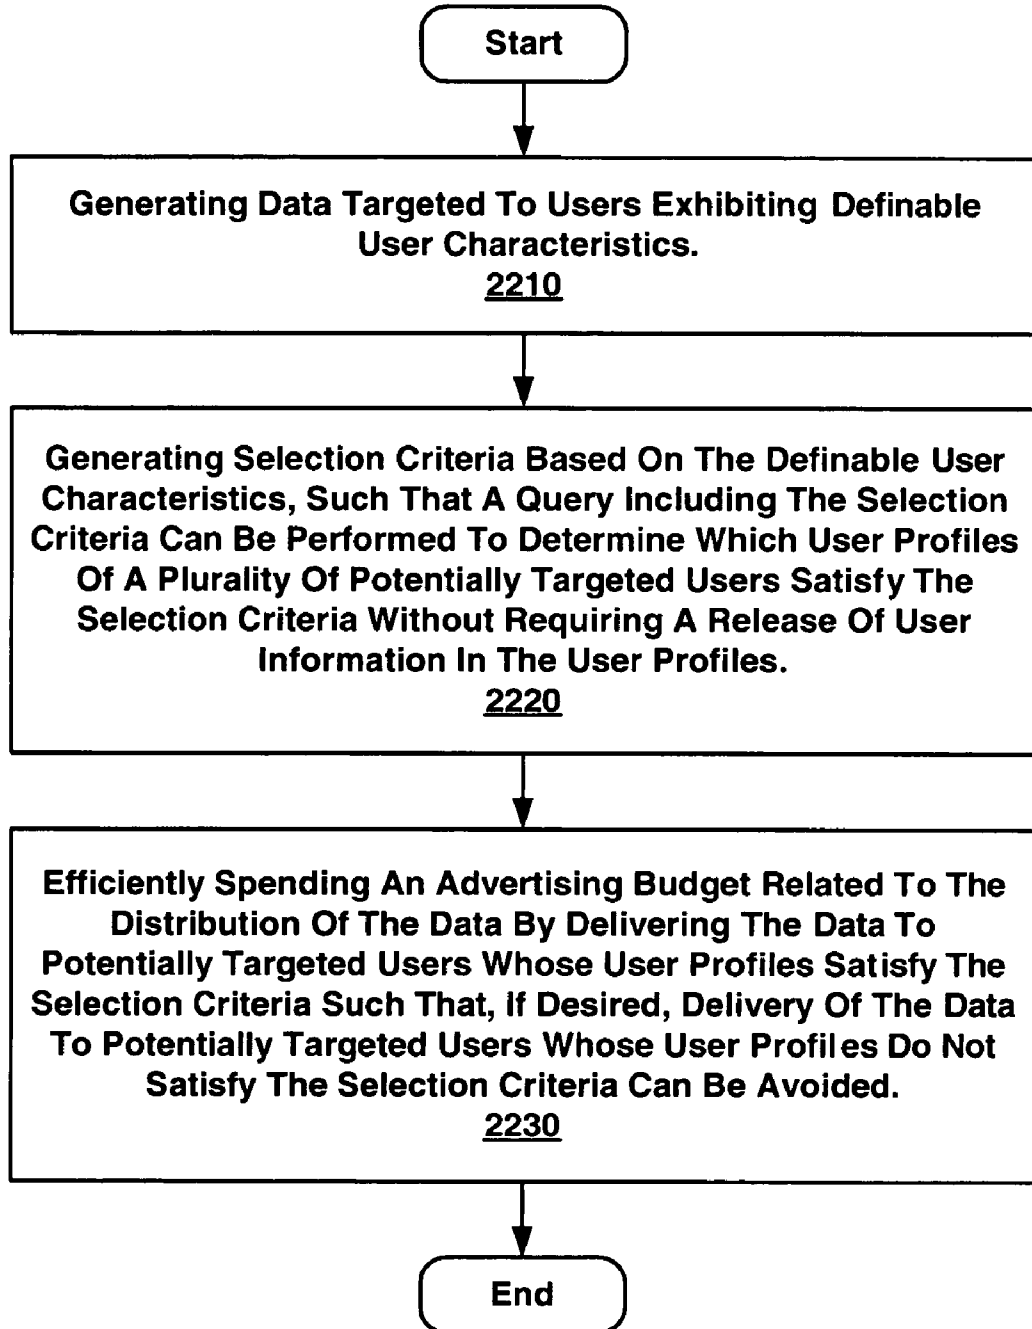 Start
Generating Data Targeted To Users Exhibiting Definable
User Characteristics.
2210
Generating Selection Criteria Based On The Definable User
Characteristics, Such That A Query Including The Selection
Criteria Can Be Performed To Determine Which User Profiles
Of A Plurality Of Potentially Targeted Users Satisfy The
Selection Criteria Without Requiring A Release Of User
Information In The User Profiles.
2220
Efficiently Spending An Advertising Budget Related To The
Distribution Of The Data By Delivering The Data To
Potentially Targeted Users Whose User Profiles Satisfy The
Selection Criteria Such That, If Desired, Delivery Of The Data
To Potentially Targeted Users Whose User Profiles Do Not
Satisfy The Selection Criteria Can Be Avoided.
2230
End